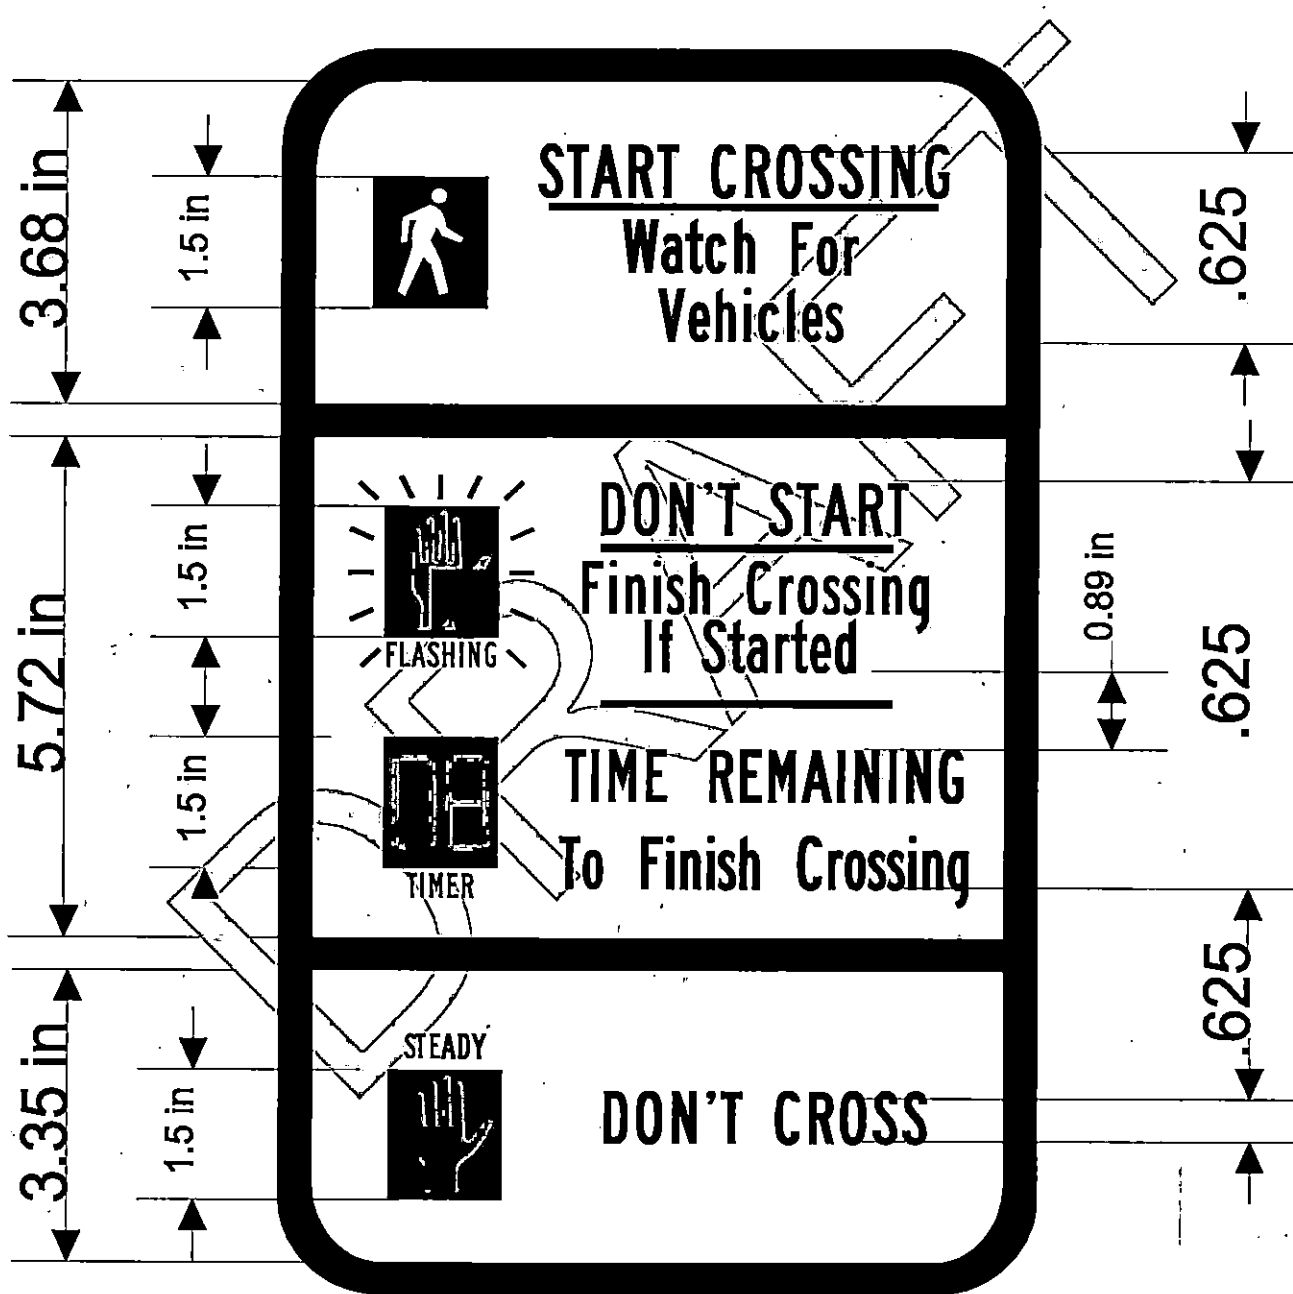 START CROSSING
Watch For
Vehicles
3.68 in
1.5 in
.625
DON'T START
Finish Crossing
If Started
FLASHING
TIME REMAINING
To Finish Crossing
TIMER
5.72 in
1.5 in
1.5 in
0.89 in
.625
.625
STEADY
DON'T CROSS
3.35 in
1.5 in
DRAFT